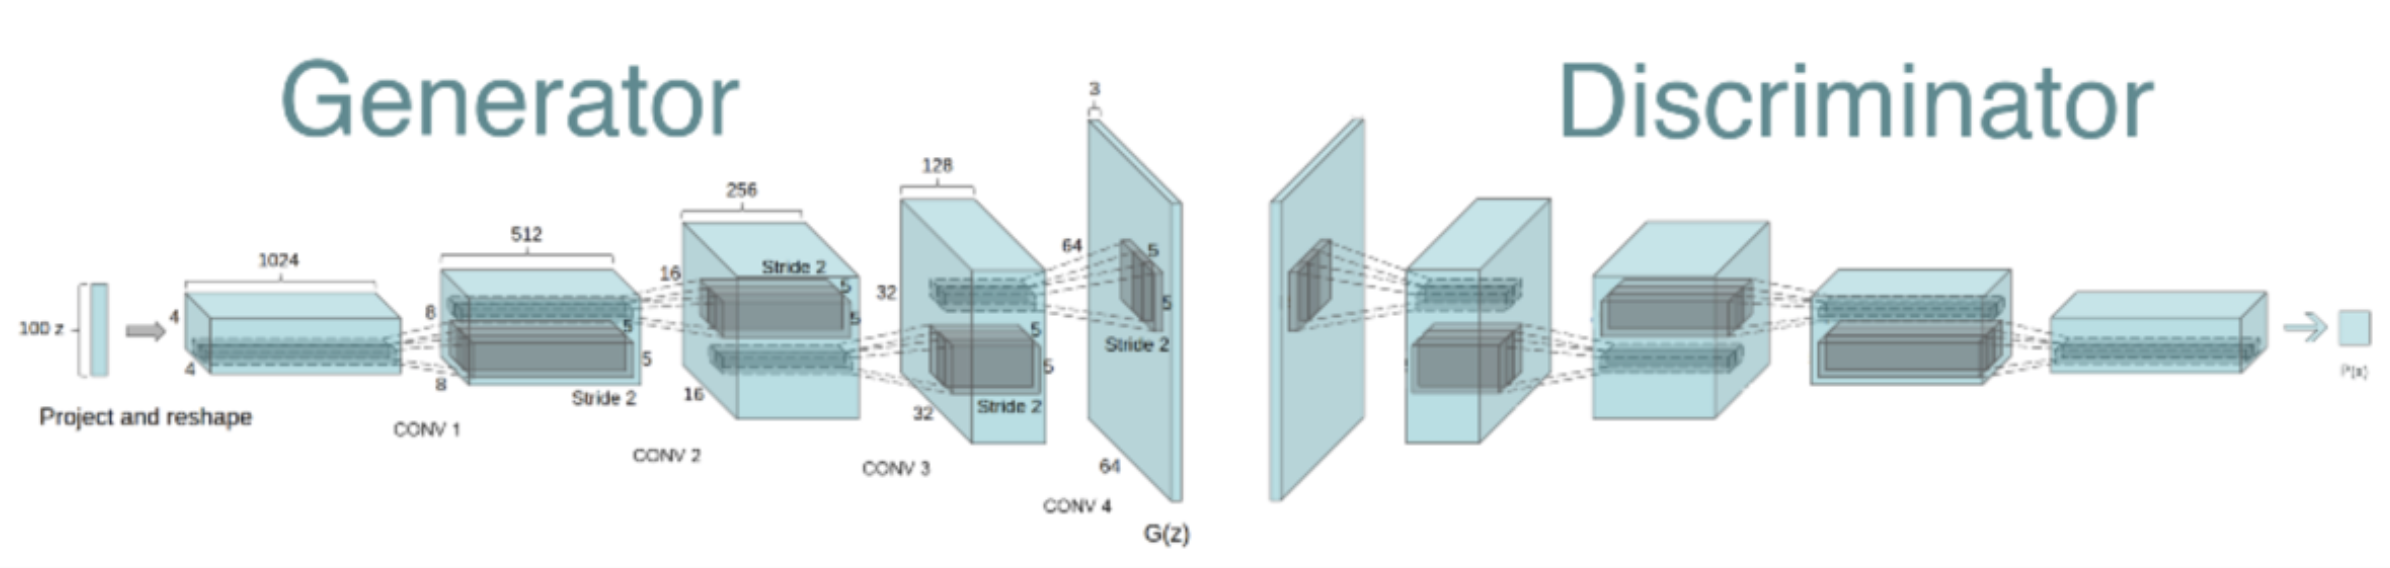 Generator
Discriminator
3
128
256
512
1024
64
5
16
Stride 2
5
32
8
4
5
5
100 z
5
5
5
Stride 2
5
4
8
Stride 2
16
Stride 2
32
Project and reshape
CONV 1
CONV 2
CONV 3
64
CONV 4
G(z)
P(x)